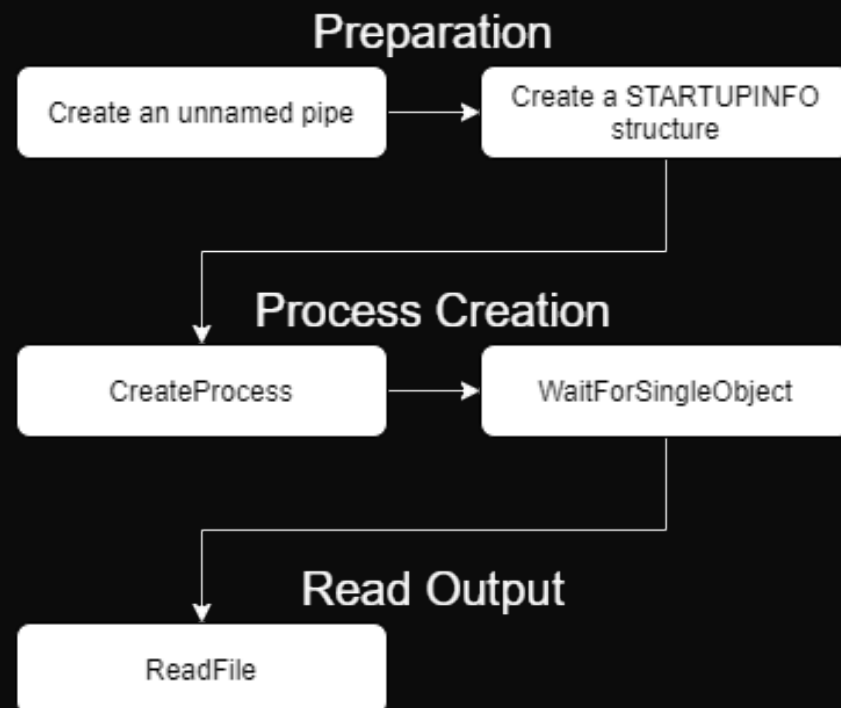 Preparation
Create an unnamed pipe
Create a STARTUPINFO
structure
Process Creation
CreateProcess
WaitForSingleObject
Read Output
ReadFile